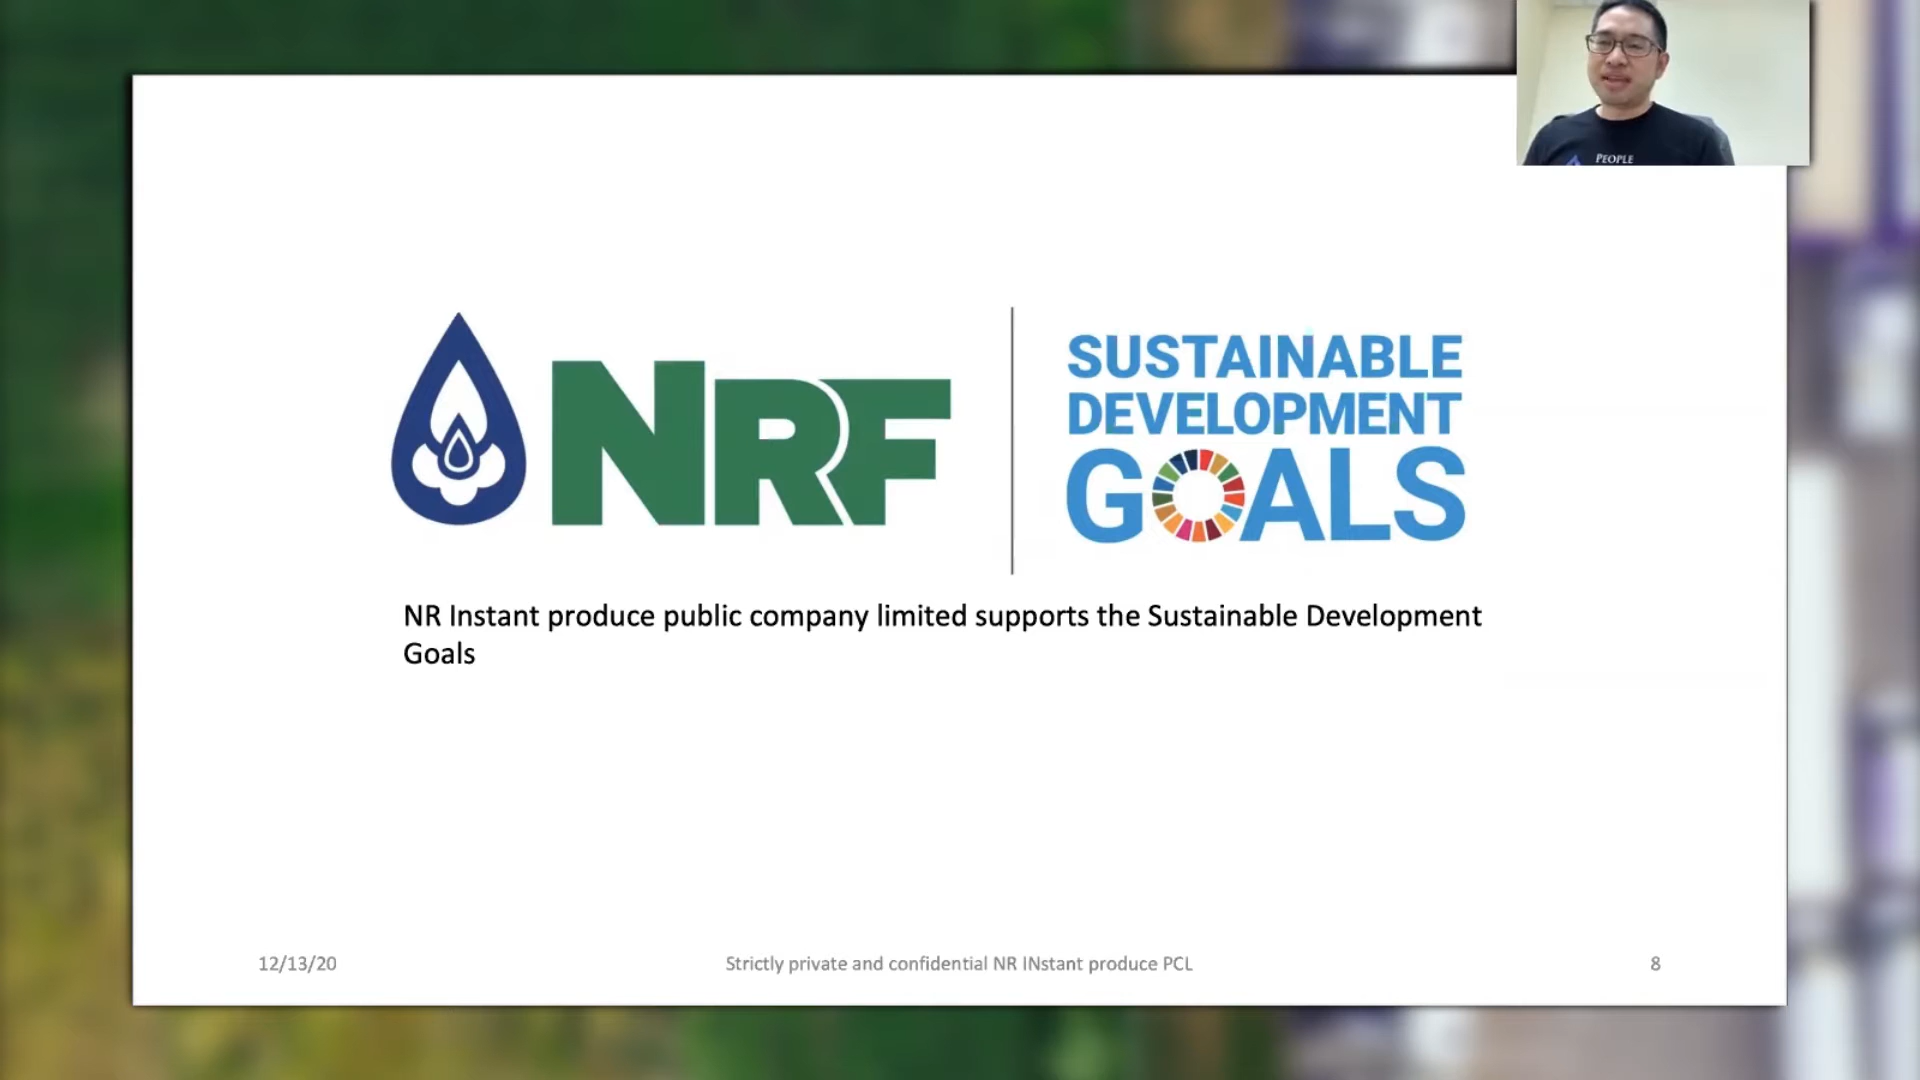 PEOPLE
NRF
SUSTAINABLE
DEVELOPMENT
GOALS
NR Instant produce public company limited supports the Sustainable Development
Goals
12/13/20
Strictly private and confidential NR INstant produce PCL
8